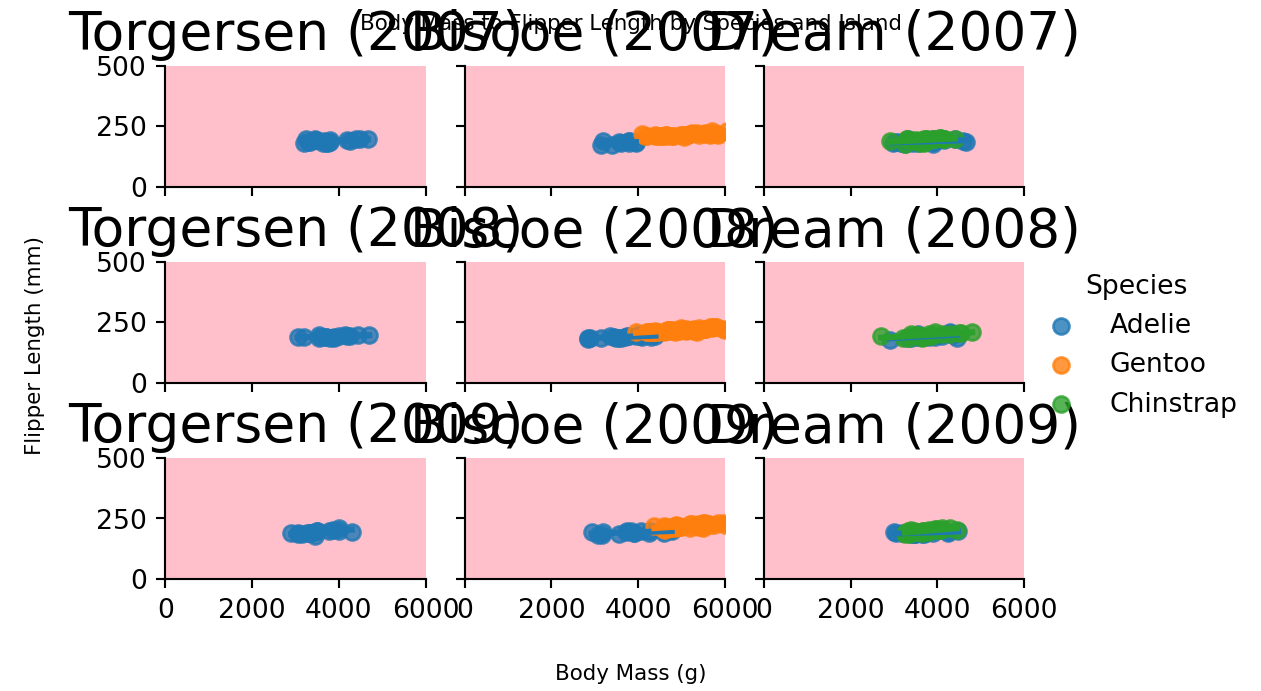 Body Mass to Flipper Length by Species and Island
Torgersen (2007)
Biscoe (2007)
Dream (2007)
500
250
0
Torgersen (2008)
Biscoe (2008)
Dream (2008)
500
250
0
Torgersen (2009)
Biscoe (2009)
Dream (2009)
500
250
0
0 2000 4000 6000
0 2000 4000 6000
0 2000 4000 6000
Flipper Length (mm)
Body Mass (g)
Species
Adelie
Gentoo
Chinstrap